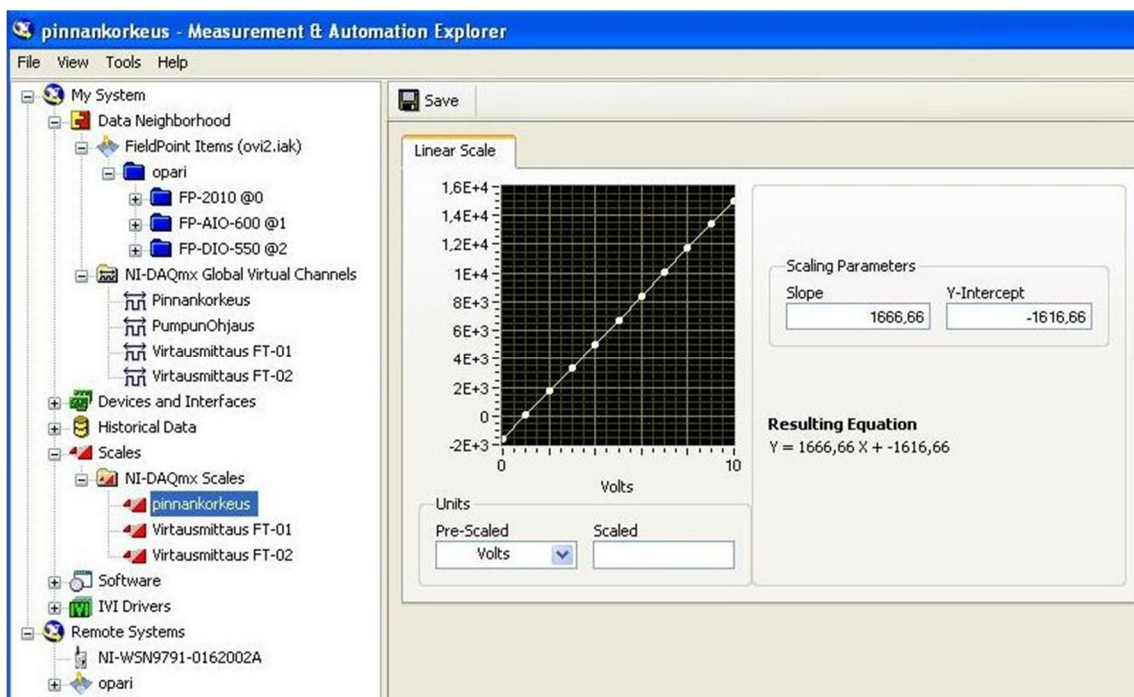 pinnankorkeus - Measurement & Automation Explorer
File View Tools Help
My System
Data Neighborhood
FieldPoint Items (ovi2.iak)
opari
FP-2010 @0
FP-AIO-600 @1
FP-DIO-550 @2
NI-DAQmx Global Virtual Channels
Pinnankorkeus
PumpunOhjaus
Virtausmittaus FT-01
Virtausmittaus FT-02
Devices and Interfaces
Historical Data
Scales
NI-DAQmx Scales
pinnankorkeus
Virtausmittaus FT-01
Virtausmittaus FT-02
Software
IVI IVI Drivers
Remote Systems
NI-WSN9791-0162002A
opari
Save
Linear Scale
1,6E+4
1,4E+4
1,2E+4
1E+4
8E+3
6E+3
4E+3
2E+3
0
-2E+3
0 10
Volts
Units
Pre-Scaled Scaled
Volts
Scaling Parameters
Slope Y-Intercept
1666,66 -1616,66
Resulting Equation
Y = 1666,66 X + -1616,66